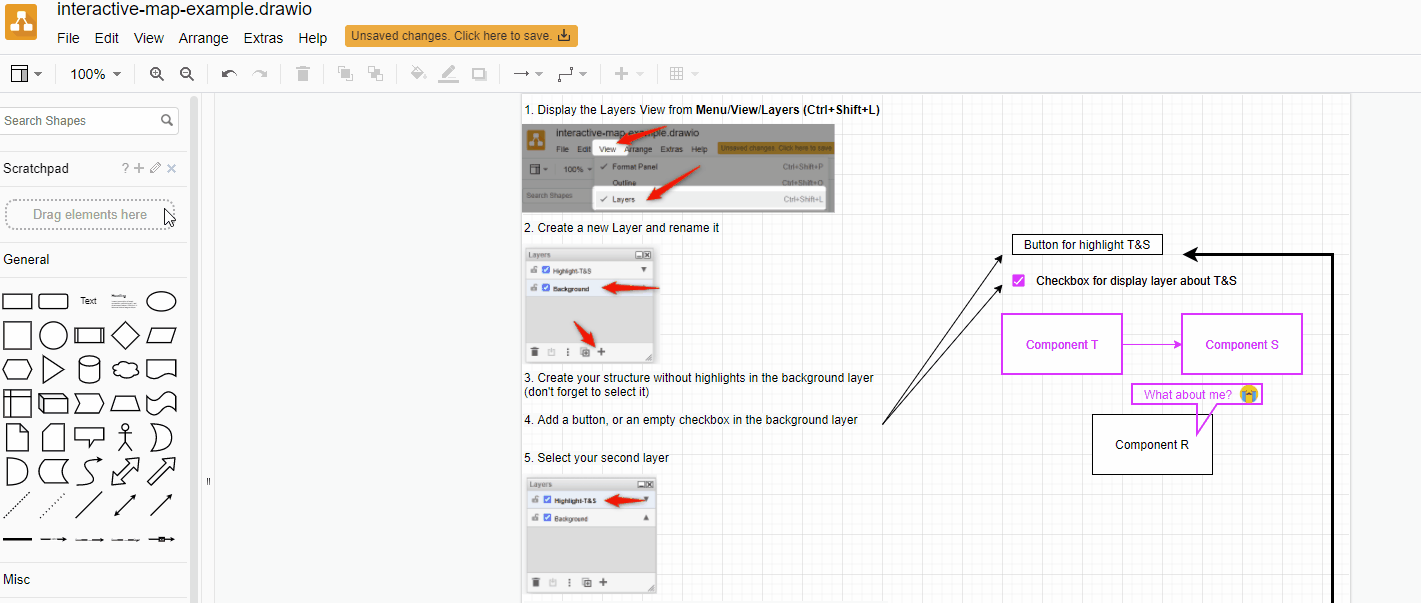 interactive-map-example.drawio
File Edit View Arrange Extras Help Unsaved changes. Click here to save.
100%
Search Shapes
Scratchpad
Drag elements here
General
Text
Heading
Misc
1. Display the Layers View from Menu/View/Layers (Ctrl+Shift+L)
interactive-map-example.drawio
File Edit View Arrange Extras Help Unsaved changes. Click here to save
100%
Search Shapes
Format Panel Ctrl+Shift+P
Outline Ctrl+Shift+O
Layers Ctrl+Shift+L
2. Create a new Layer and rename it
Layers
Highlight-T&S
Background
3. Create your structure without highlights in the background layer
(don't forget to select it)
4. Add a button, or an empty checkbox in the background layer
5. Select your second layer
Layers
Highlight-T&S
Background
Button for highlight T&S
Checkbox for display layer about T&S
Component T
Component S
What about me?
Component R